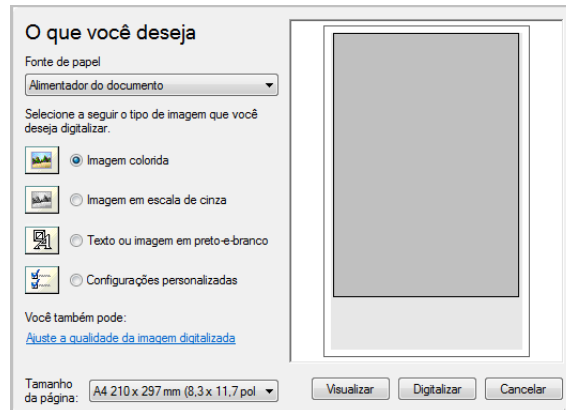 O que você deseja
Fonte de papel
Alimentador do documento
Selecione a seguir o tipo de imagem que você
deseja digitalizar.
Imagem colorida
Imagem em escala de cinza
Texto ou imagem em preto-e-branco
Configurações personalizadas
Você também pode:
Ajuste a qualidade da imagem digitalizada
Tamanho
da página:
A4 210 x 297 mm (8,3 x 11,7 pol
Visualizar
Digitalizar
Cancelar